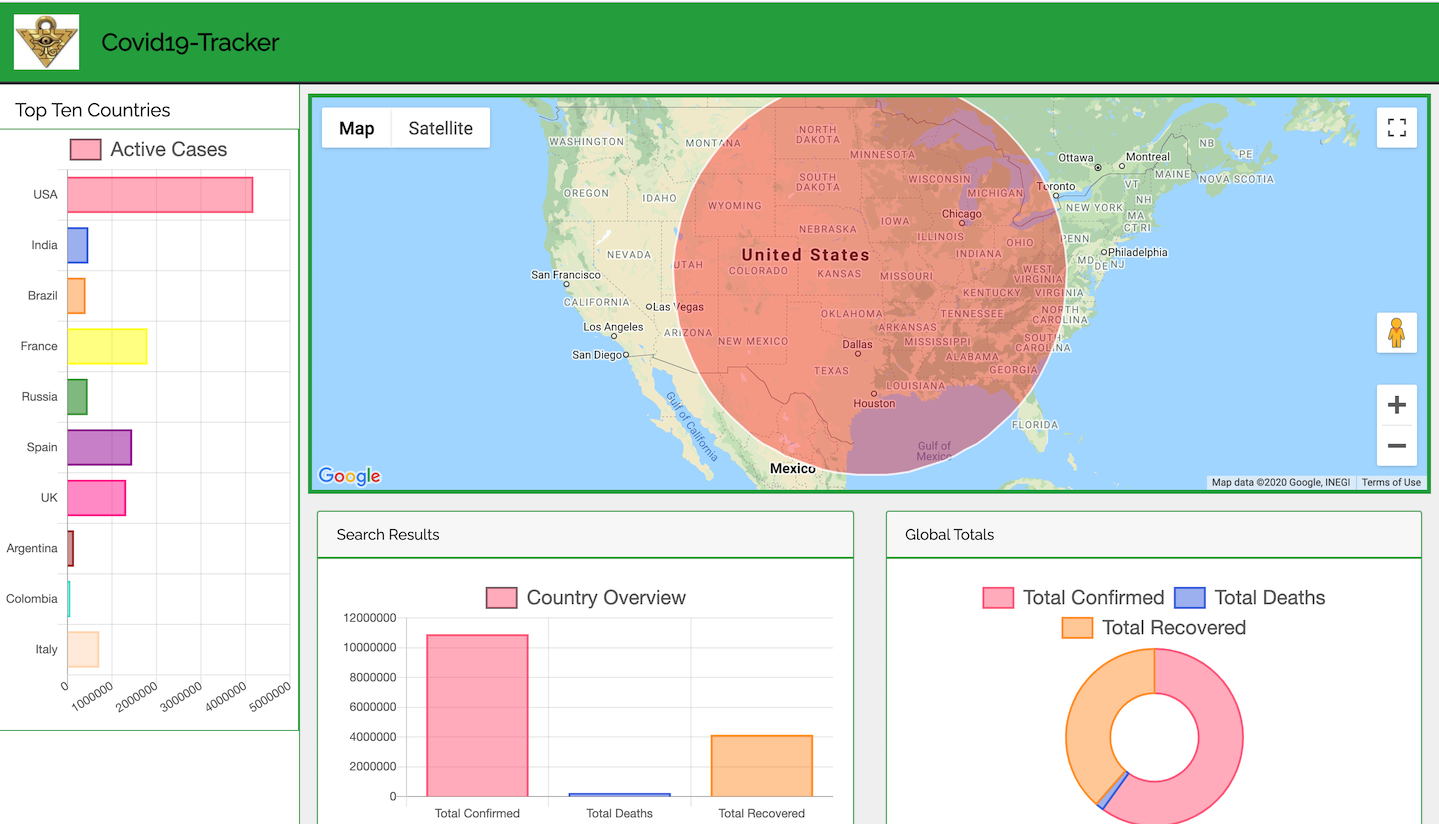 Covid19-Tracker
Top Ten Countries
Active Cases
USA
India
Brazil
France
Russia
Spain
UK
Argentina
Colombia
Italy
0
1000000
2000000
3000000
4000000
5000000
Map
Satellite
WASHINGTON
MONTANA
NORTH
DAKOTA
MINNESOTA
Ottawa
Montreal
NB
PE
MAINE
NOVA SCOTIA
OREGON
IDAHO
SOUTH
DAKOTA
WISCONSIN
MICHIGAN
Toronto
VT
NH
WYOMING
NEW YORK
MA
CT RI
Chicago
IOWA
NEBRASKA
ILLINOIS
OHIO
PENN
NEVADA
UTAH
United States
INDIANA
MD
DE
NJ
Philadelphia
San Francisco
COLORADO
KANSAS
MISSOURI
WEST
VIRGINIA
KENTUCKY
VIRGINIA
CALIFORNIA
Las Vegas
OKLAHOMA
TENNESSEE
NORTH
CAROLINA
Los Angeles
ARIZONA
NEW MEXICO
ARKANSAS
MISSISSIPPI
SOUTH
CAROLINA
San Diego
Dallas
ALABAMA
TEXAS
GEORGIA
LOUISIANA
Houston
Gulf of California
FLORIDA
Gulf of
Mexico
Mexico
Google
Map data ©2020 Google, INEGI
Terms of Use
Search Results
Country Overview
12000000
10000000
8000000
6000000
4000000
2000000
0
Total Confirmed
Total Deaths
Total Recovered
Global Totals
Total Confirmed
Total Deaths
Total Recovered